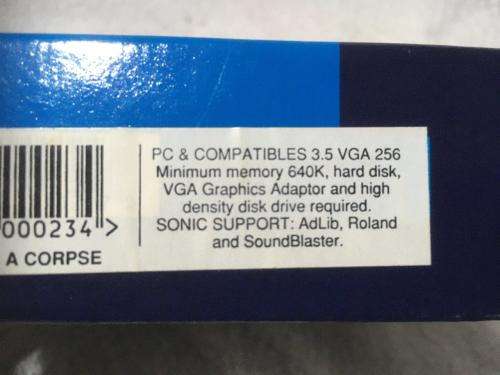 PC & COMPATIBLES 3.5 VGA 256
Minimum memory 640K, hard disk,
VGA Graphics Adaptor and high
density disk drive required.
SONIC SUPPORT: AdLib, Roland
and SoundBlaster.
000234>
A CORPSE